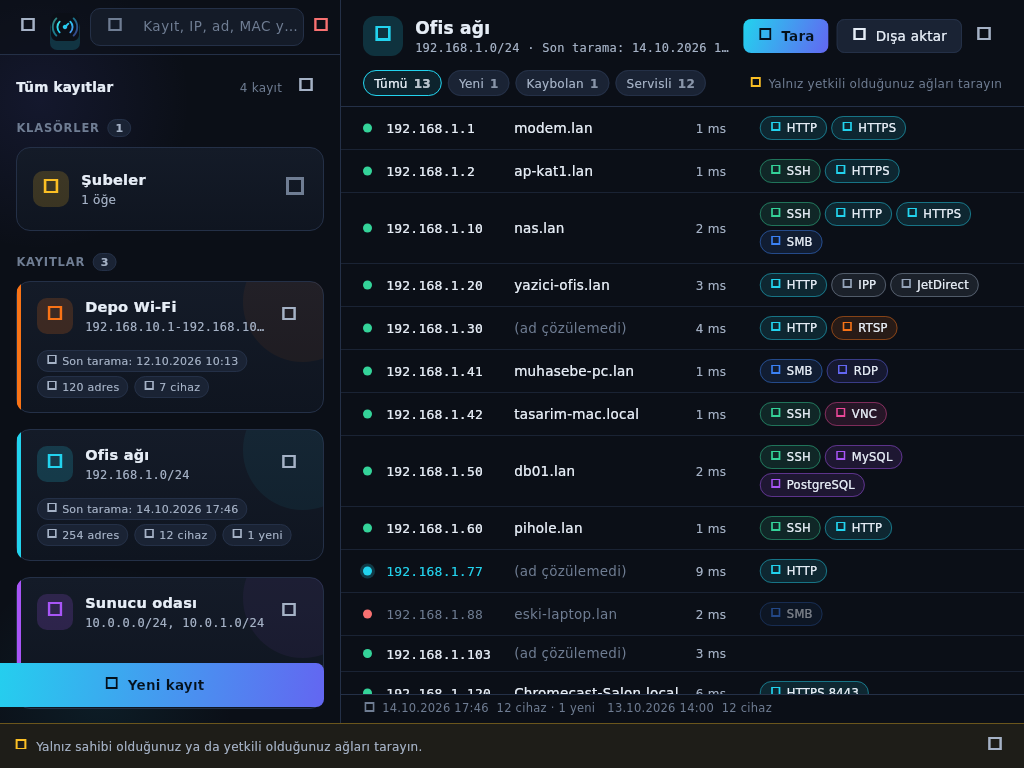 Kayıt, IP, ad, MAC y…
Tüm kayıtlar
4 kayıt
KLASÖRLER 1
Şubeler
1 öğe
KAYITLAR 3
Depo Wi-Fi
192.168.10.1-192.168.10…
Son tarama: 12.10.2026 10:13
120 adres 7 cihaz
Ofis ağı
192.168.1.0/24
Son tarama: 14.10.2026 17:46
254 adres 12 cihaz 1 yeni
Sunucu odası
10.0.0.0/24, 10.0.1.0/24
Yeni kayıt
Ofis ağı
192.168.1.0/24 · Son tarama: 14.10.2026 1…
Tara
Dışa aktar
Tümü 13 Yeni 1 Kaybolan 1 Servisli 12
Yalnız yetkili olduğunuz ağları tarayın
192.168.1.1 modem.lan 1 ms HTTP HTTPS
192.168.1.2 ap-kat1.lan 1 ms SSH HTTPS
192.168.1.10 nas.lan 2 ms SSH HTTP HTTPS
SMB
192.168.1.20 yazici-ofis.lan 3 ms HTTP IPP JetDirect
192.168.1.30 (ad çözülemedi) 4 ms HTTP RTSP
192.168.1.41 muhasebe-pc.lan 1 ms SMB RDP
192.168.1.42 tasarim-mac.local 1 ms SSH VNC
192.168.1.50 db01.lan 2 ms SSH MySQL
PostgreSQL
192.168.1.60 pihole.lan 1 ms SSH HTTP
192.168.1.77 (ad çözülemedi) 9 ms HTTP
192.168.1.88 eski-laptop.lan 2 ms SMB
192.168.1.103 (ad çözülemedi) 3 ms
192.168.1.120 Chromecast-Salon.local 6 ms HTTPS 8443
14.10.2026 17:46 12 cihaz · 1 yeni 13.10.2026 14:00 12 cihaz
Yalnız sahibi olduğunuz ya da yetkili olduğunuz ağları tarayın.